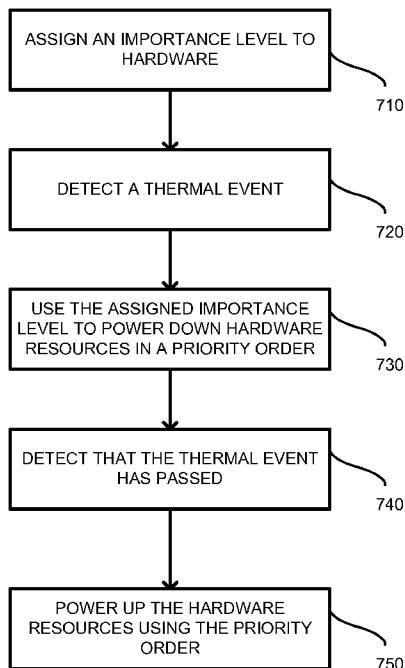 ASSIGN AN IMPORTANCE LEVEL TO
HARDWARE
710
DETECT A THERMAL EVENT
720
USE THE ASSIGNED IMPORTANCE
LEVEL TO POWER DOWN HARDWARE
RESOURCES IN A PRIORITY ORDER
730
DETECT THAT THE THERMAL EVENT
HAS PASSED
740
POWER UP THE HARDWARE
RESOURCES USING THE PRIORITY
ORDER
750